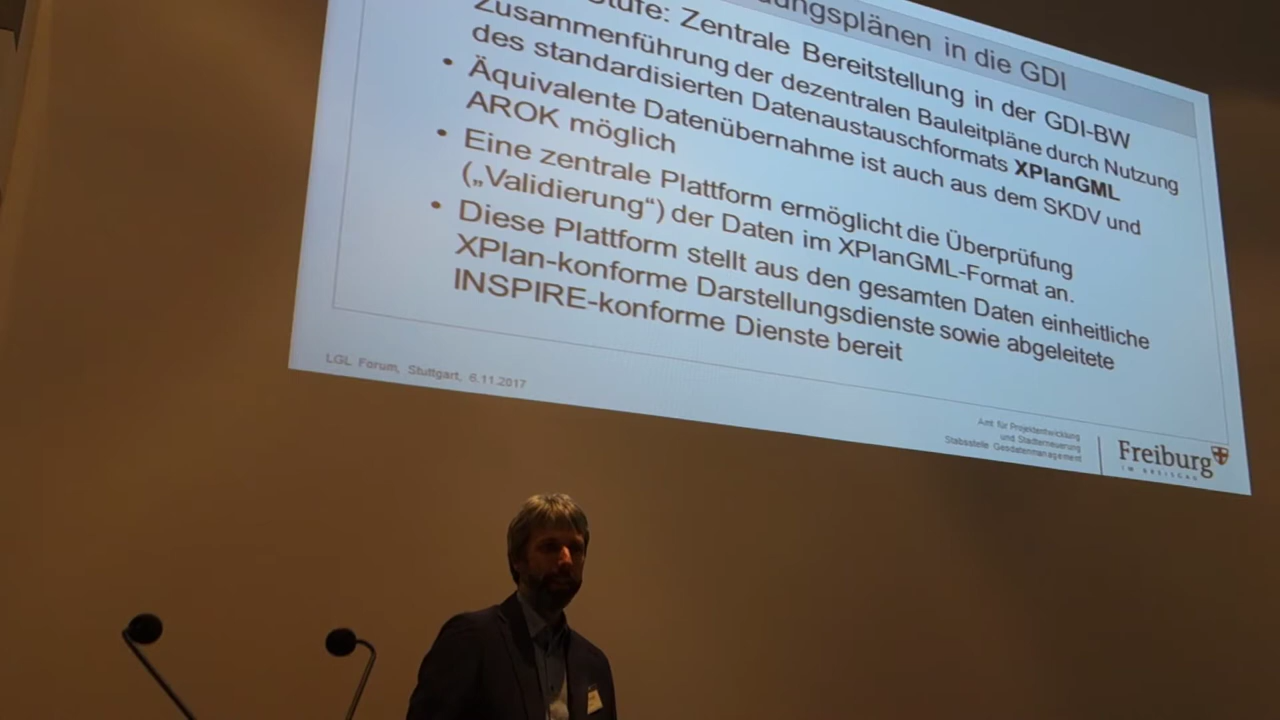 plänen in die GDI
Stufe: Zentrale Bereitstellung in der GDI-BW
Zusammenführung der dezentralen Bauleitpläne durch Nutzung
des standardisierten Datenaustauschformats XPlanGML
• Äquivalente Datenübernahme ist auch aus dem SKDV und
AROK möglich
• Eine zentrale Plattform ermöglicht die Überprüfung
(„Validierung“) der Daten im XPlanGML-Format an.
• Diese Plattform stellt aus den gesamten Daten einheitliche
XPlan-konforme Darstellungsdienste sowie abgeleitete
INSPIRE-konforme Dienste bereit
LGL Forum, Stuttgart, 6.11.2017
Amt für Projektentwicklung
und Stadterneuerung
Stabsstelle Geodatenmanagement
Freiburg
IM BREISGAU